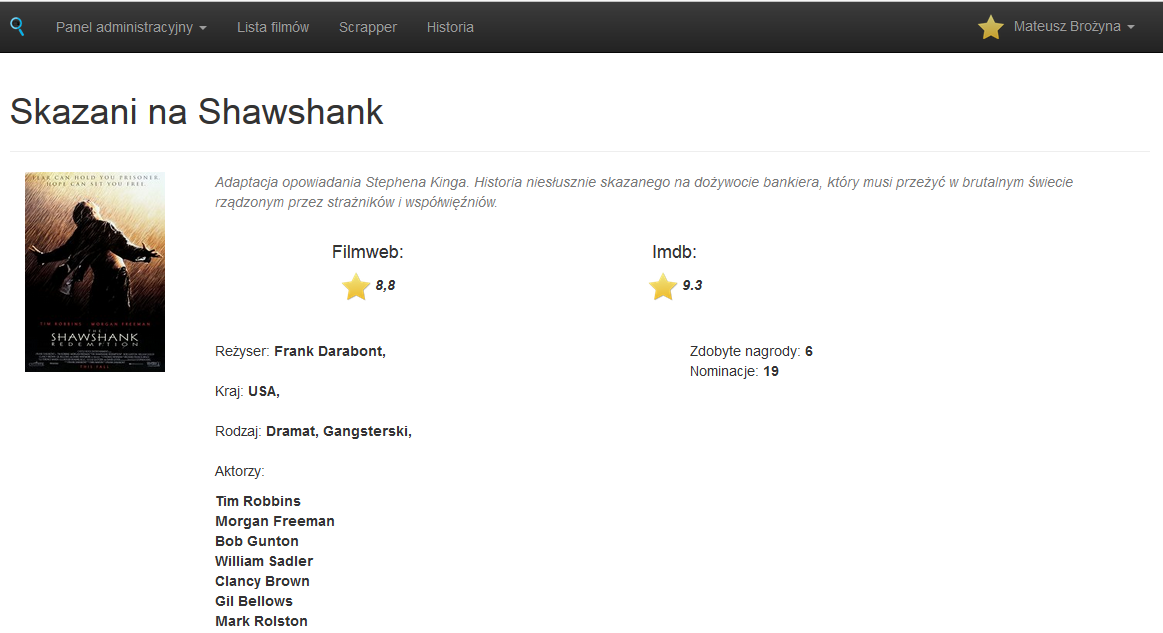 Panel administracyjny Lista filmów Scrapper Historia Mateusz Brożyna
Skazani na Shawshank
FEAR CAN HOLD YOU PRISONER.
HOPE CAN SET YOU FREE.
TIM ROBBINS MORGAN FREEMAN
THE
SHAWSHANK
REDEMPTION
THIS FALL
Adaptacja opowiadania Stephena Kinga. Historia niesłusznie skazanego na dożywocie bankiera, który musi przeżyć w brutalnym świecie
rządzonym przez strażników i współwięźniów.
Filmweb: Imdb:
8,8 9.3
Reżyser: Frank Darabont, Zdobyte nagrody: 6
Nominacje: 19
Kraj: USA,
Rodzaj: Dramat, Gangsterski,
Aktorzy:
Tim Robbins
Morgan Freeman
Bob Gunton
William Sadler
Clancy Brown
Gil Bellows
Mark Rolston